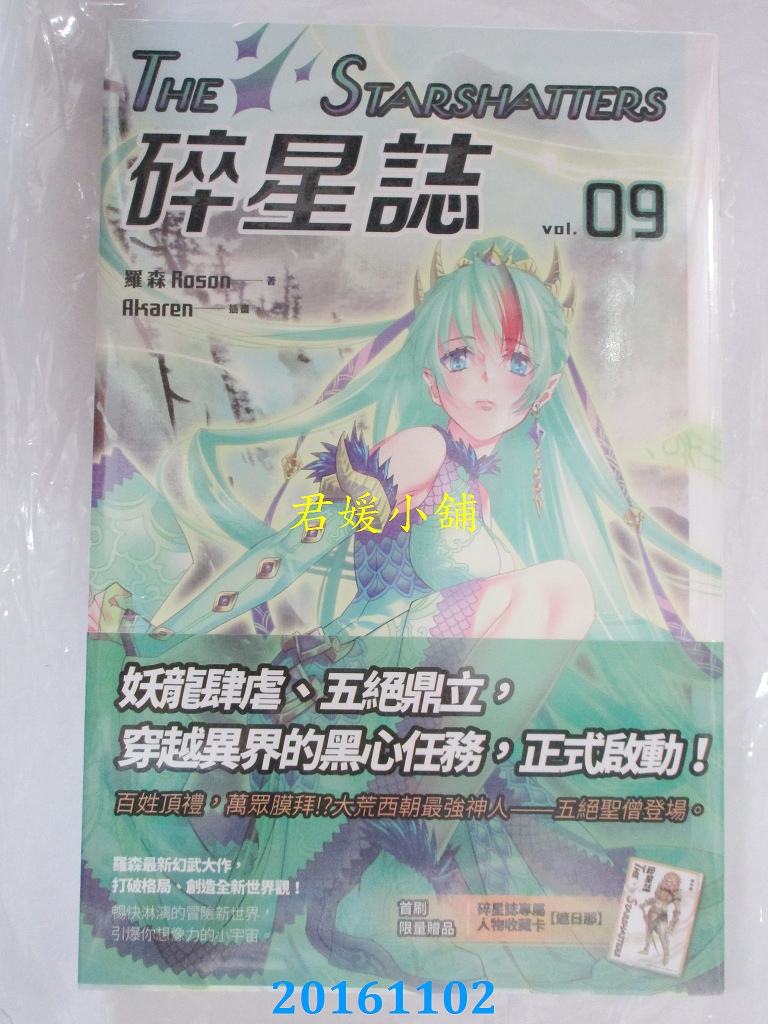 THE STARSHATTERS
碎星誌
vol. 09
羅森 Roson 著
Akaren 插畫
君媛小舖
妖龍肆虐、五絕鼎立，
穿越異界的黑心任務，正式啟動！
百姓頂禮，萬眾膜拜!?大荒西朝最強神人——五絕聖僧登場。
羅森最新幻武大作，
打破格局、創造全新世界觀！
暢快淋漓的冒險新世界，
引爆你想像力的小宇宙。
首刷
限量贈品
碎星誌專屬
人物收藏卡
【遮日那】
碎星誌
THE STARSHATTERS
20161102